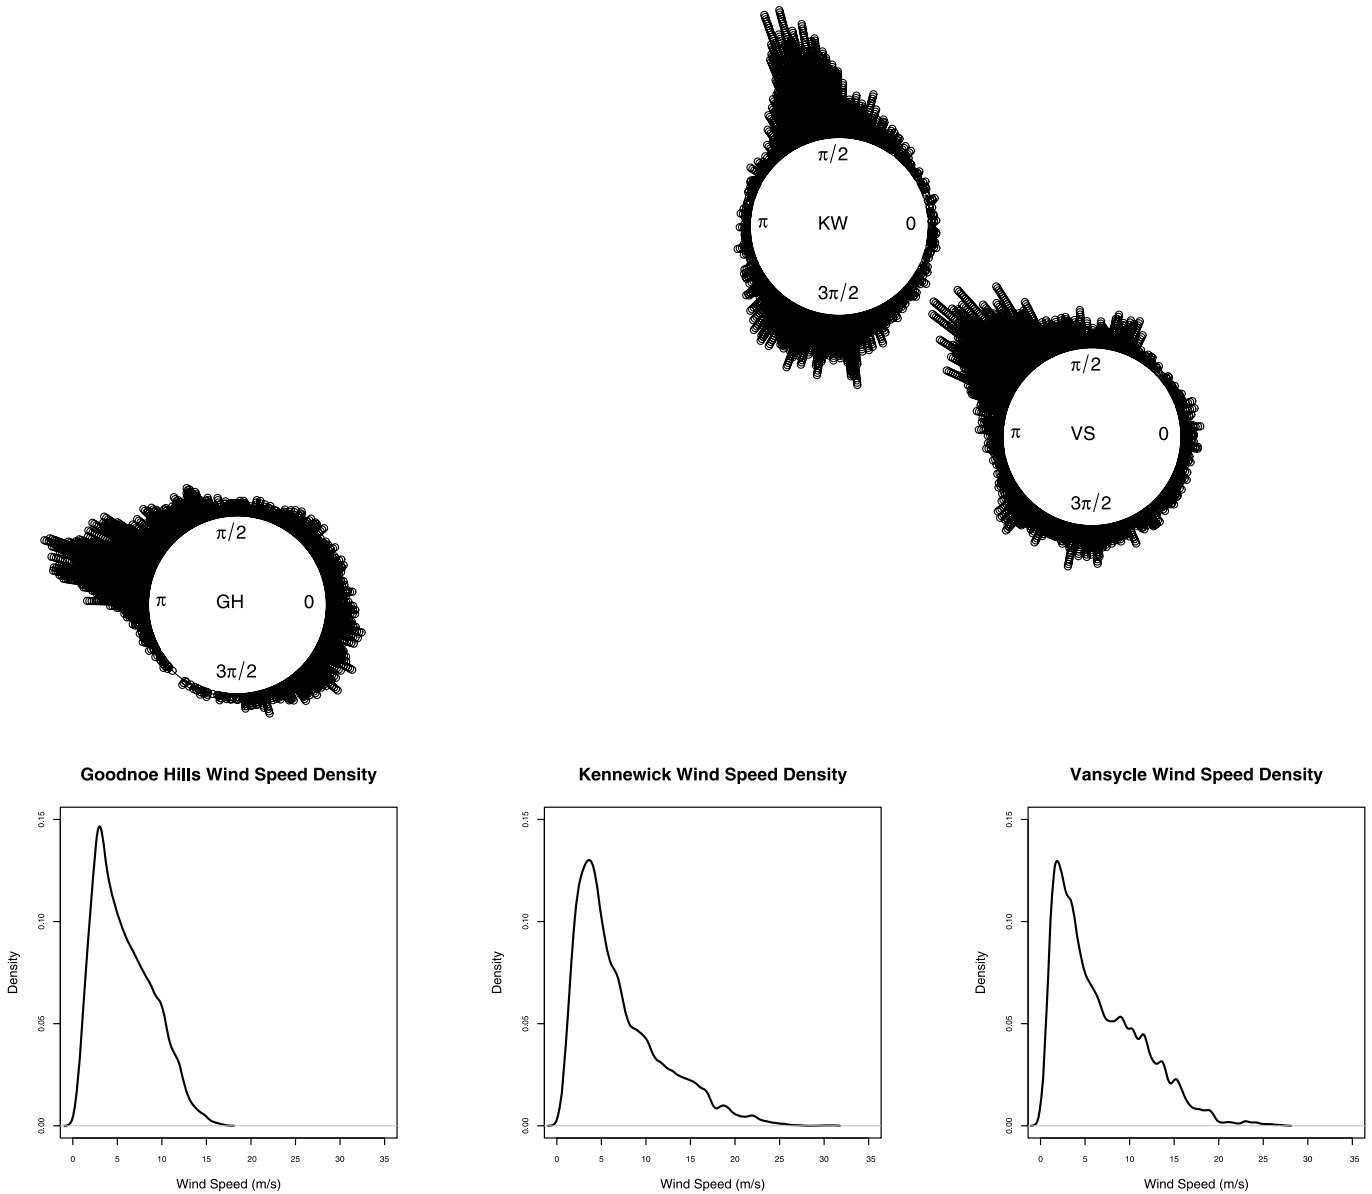 π/2
π KW 0
3π/2
π/2
π VS 0
3π/2
π/2
π GH 0
3π/2
Goodnoe Hills Wind Speed Density
Density
0.15
0.10
0.05
0.00
0 5 10 15 20 25 30 35
Wind Speed (m/s)
Kennewick Wind Speed Density
Density
0.15
0.10
0.05
0.00
0 5 10 15 20 25 30 35
Wind Speed (m/s)
Vansycle Wind Speed Density
Density
0.15
0.10
0.05
0.00
0 5 10 15 20 25 30 35
Wind Speed (m/s)